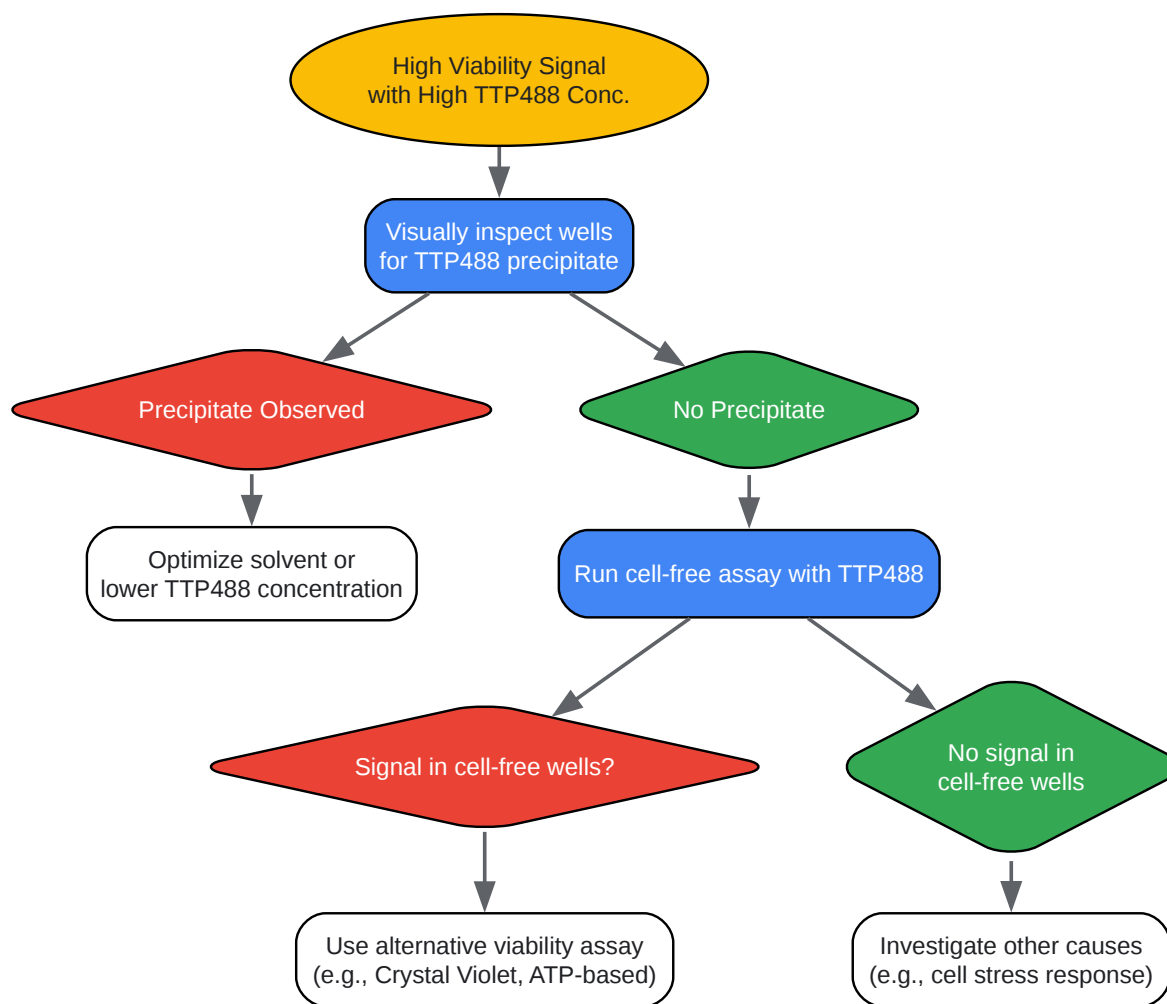 High Viability Signal
with High TTP488 Conc.
Visually inspect wells
for TTP488 precipitate
Precipitate Observed
No Precipitate
Optimize solvent or
lower TTP488 concentration
Run cell-free assay with TTP488
Signal in cell-free wells?
No signal in
cell-free wells
Use alternative viability assay
(e.g., Crystal Violet, ATP-based)
Investigate other causes
(e.g., cell stress response)